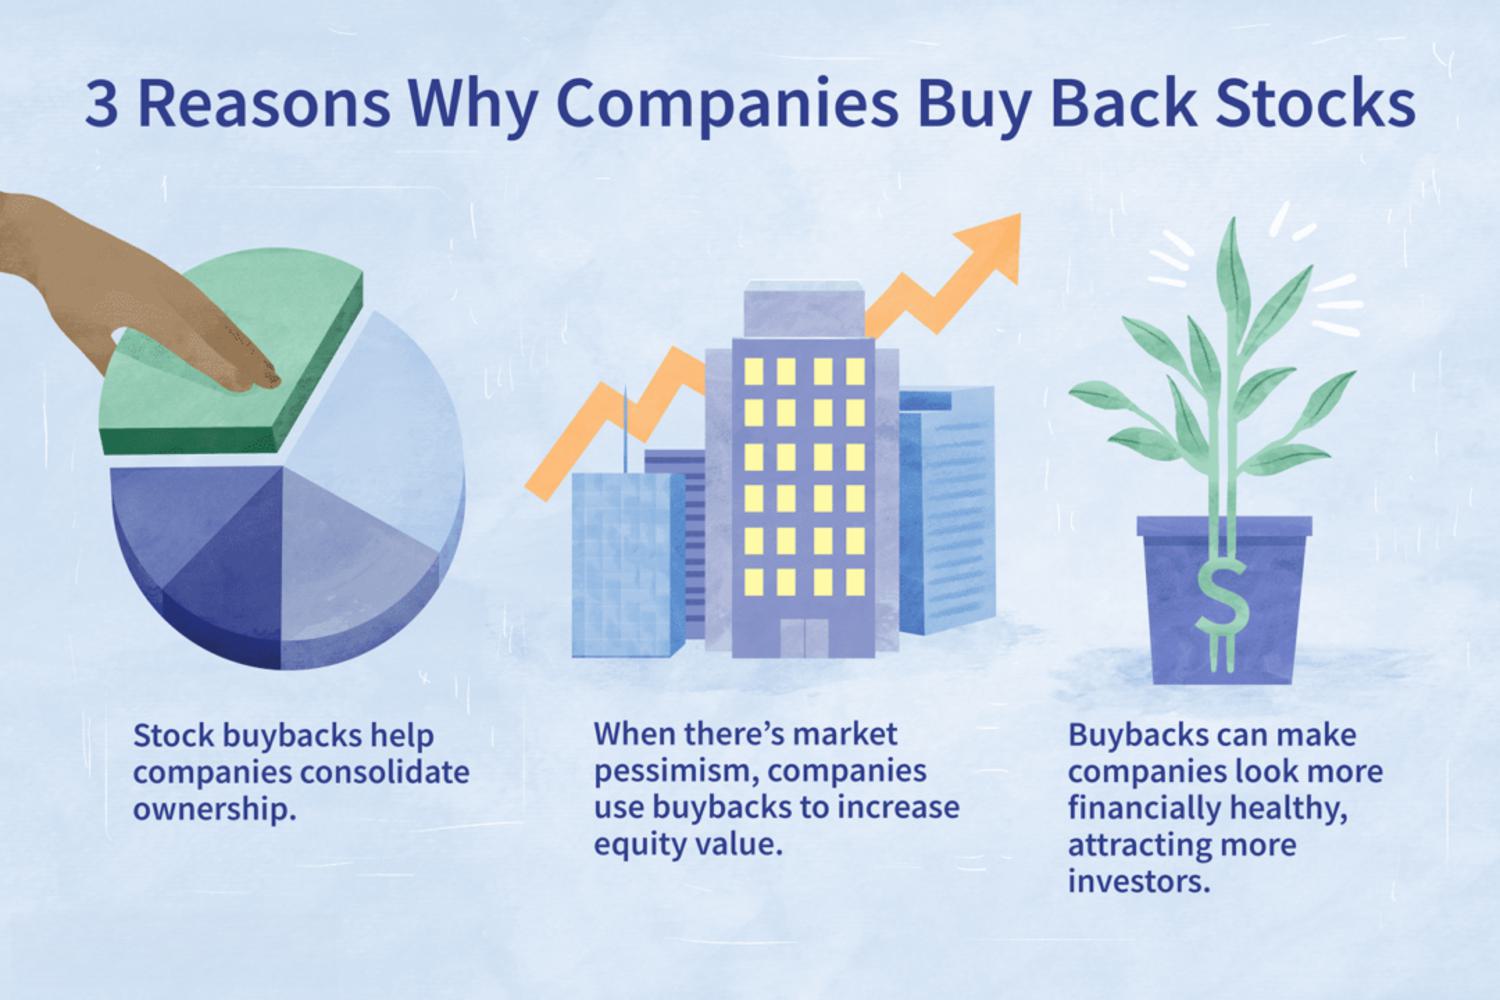 3 Reasons Why Companies Buy Back Stocks
Stock buybacks help
companies consolidate
ownership.
When there’s market
pessimism, companies
use buybacks to increase
equity value.
$
Buybacks can make
companies look more
financially healthy,
attracting more
investors.